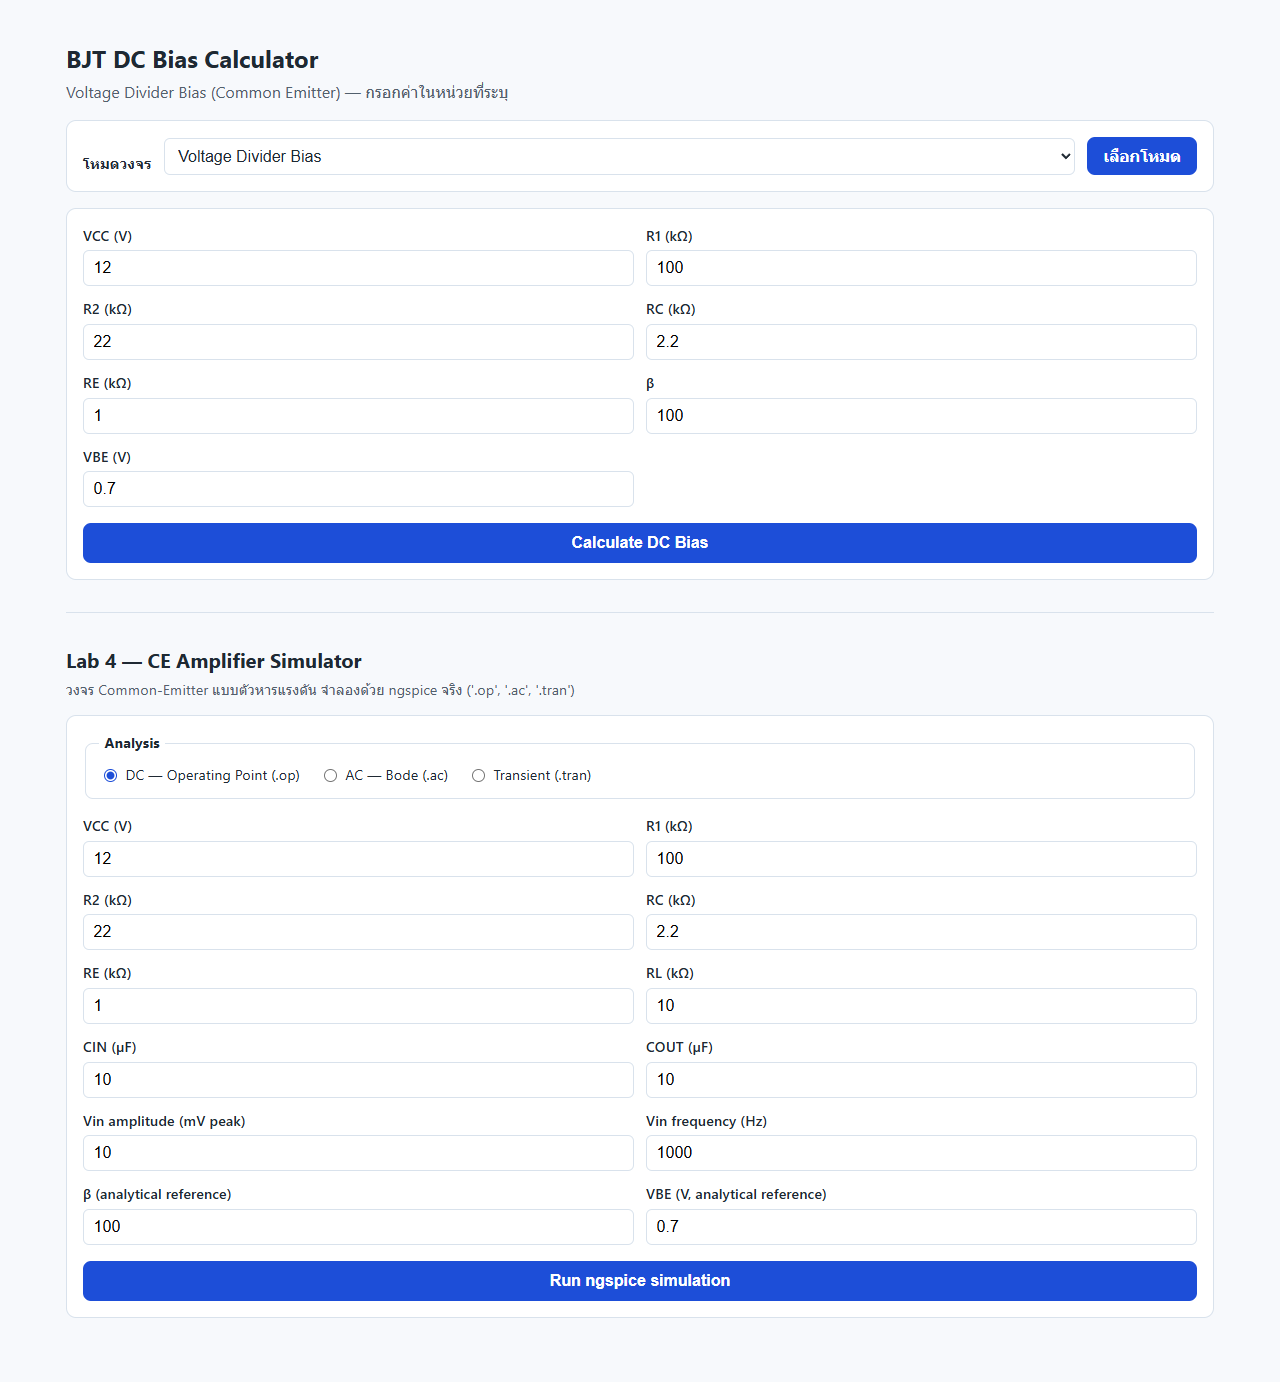 BJT DC Bias Calculator
Voltage Divider Bias (Common Emitter) — กรอกค่าในหน่วยที่ระบุ
โหมดวงจร Voltage Divider Bias เลือกโหมด
VCC (V) R1 (kΩ)
12 100
R2 (kΩ) RC (kΩ)
22 2.2
RE (kΩ) β
1 100
VBE (V)
0.7
Calculate DC Bias
Lab 4 — CE Amplifier Simulator
วงจร Common-Emitter แบบตัวหารแรงดัน จำลองด้วย ngspice จริง ('.op', '.ac', '.tran')
Analysis
DC — Operating Point (.op) AC — Bode (.ac) Transient (.tran)
VCC (V) R1 (kΩ)
12 100
R2 (kΩ) RC (kΩ)
22 2.2
RE (kΩ) RL (kΩ)
1 10
CIN (µF) COUT (µF)
10 10
Vin amplitude (mV peak) Vin frequency (Hz)
10 1000
β (analytical reference) VBE (V, analytical reference)
100 0.7
Run ngspice simulation